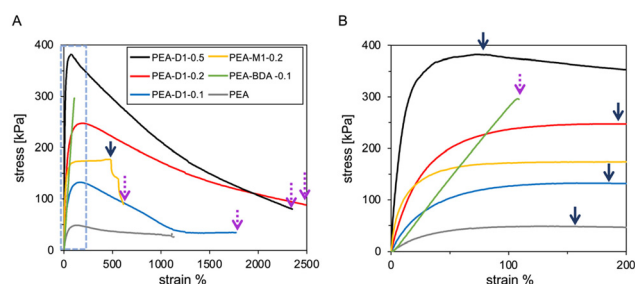 A
400
300
200
100
0
stress [kPa]
PEA-D1-0.5
PEA-M1-0.2
PEA-D1-0.2
PEA-BDA -0.1
PEA-D1-0.1
PEA
0
500
1000
1500
2000
2500
strain %
B
400
300
200
100
0
stress [kPa]
0
100
200
strain %